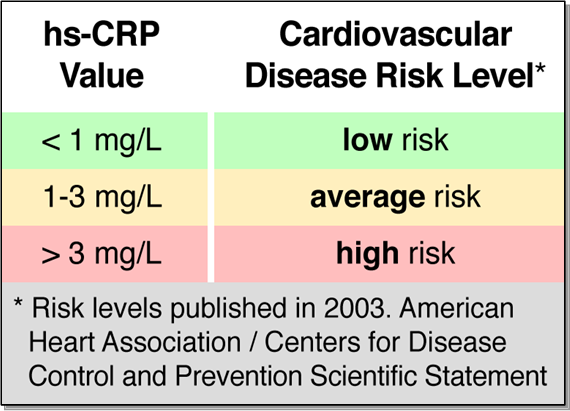 hs-CRP Value
Cardiovascular Disease Risk Level*
< 1 mg/L
low risk
1-3 mg/L
average risk
> 3 mg/L
high risk
* Risk levels published in 2003. American
Heart Association / Centers for Disease
Control and Prevention Scientific Statement